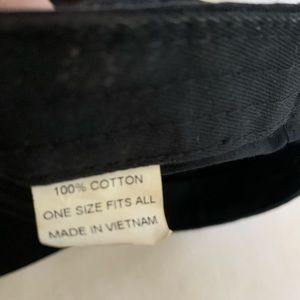 100% COTTON
ONE SIZE FITS ALL
MADE IN VIETNAM